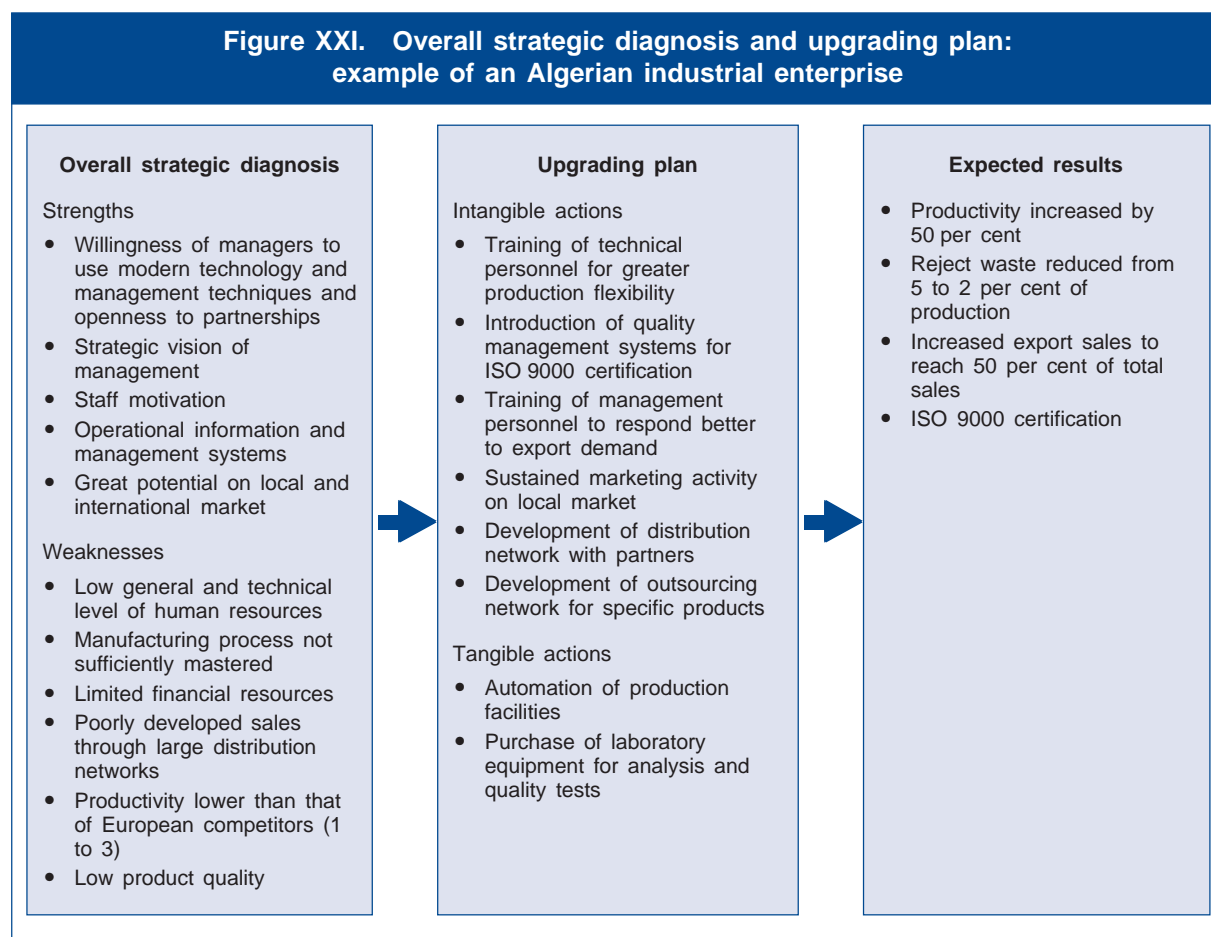 Figure XXI. Overall strategic diagnosis and upgrading plan:
example of an Algerian industrial enterprise
Overall strategic diagnosis
Strengths
• Willingness of managers to
use modern technology and
management techniques and
openness to partnerships
• Strategic vision of
management
• Staff motivation
• Operational information and
management systems
• Great potential on local and
international market
Weaknesses
• Low general and technical
level of human resources
• Manufacturing process not
sufficiently mastered
• Limited financial resources
• Poorly developed sales
through large distribution
networks
• Productivity lower than that
of European competitors (1
to 3)
• Low product quality
Upgrading plan
Intangible actions
• Training of technical
personnel for greater
production flexibility
• Introduction of quality
management systems for
ISO 9000 certification
• Training of management
personnel to respond better
to export demand
• Sustained marketing activity
on local market
• Development of distribution
network with partners
• Development of outsourcing
network for specific products
Tangible actions
• Automation of production
facilities
• Purchase of laboratory
equipment for analysis and
quality tests
Expected results
• Productivity increased by
50 per cent
• Reject waste reduced from
5 to 2 per cent of
production
• Increased export sales to
reach 50 per cent of total
sales
• ISO 9000 certification